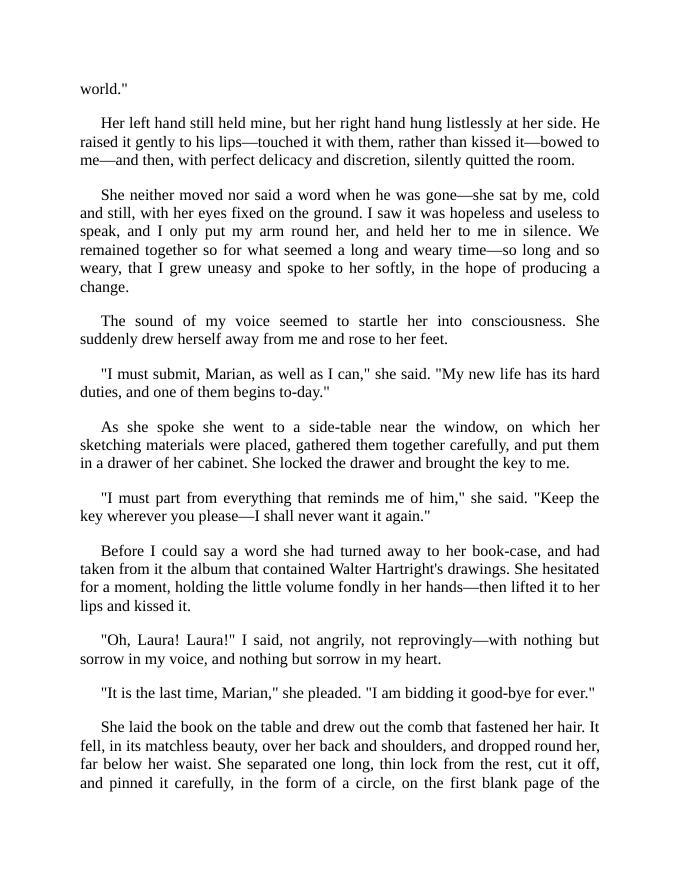 world."
Her left hand still held mine, but her right hand hung listlessly at her side. He
raised it gently to his lips—touched it with them, rather than kissed it—bowed to
me—and then, with perfect delicacy and discretion, silently quitted the room.
She neither moved nor said a word when he was gone—she sat by me, cold
and still, with her eyes fixed on the ground. I saw it was hopeless and useless to
speak, and I only put my arm round her, and held her to me in silence. We
remained together so for what seemed a long and weary time—so long and so
weary, that I grew uneasy and spoke to her softly, in the hope of producing a
change.
The sound of my voice seemed to startle her into consciousness. She
suddenly drew herself away from me and rose to her feet.
"I must submit, Marian, as well as I can," she said. "My new life has its hard
duties, and one of them begins to-day."
As she spoke she went to a side-table near the window, on which her
sketching materials were placed, gathered them together carefully, and put them
in a drawer of her cabinet. She locked the drawer and brought the key to me.
"I must part from everything that reminds me of him," she said. "Keep the
key wherever you please—I shall never want it again."
Before I could say a word she had turned away to her book-case, and had
taken from it the album that contained Walter Hartright's drawings. She hesitated
for a moment, holding the little volume fondly in her hands—then lifted it to her
lips and kissed it.
"Oh, Laura! Laura!" I said, not angrily, not reprovingly—with nothing but
sorrow in my voice, and nothing but sorrow in my heart.
"It is the last time, Marian," she pleaded. "I am bidding it good-bye for ever."
She laid the book on the table and drew out the comb that fastened her hair. It
fell, in its matchless beauty, over her back and shoulders, and dropped round her,
far below her waist. She separated one long, thin lock from the rest, cut it off,
and pinned it carefully, in the form of a circle, on the first blank page of the